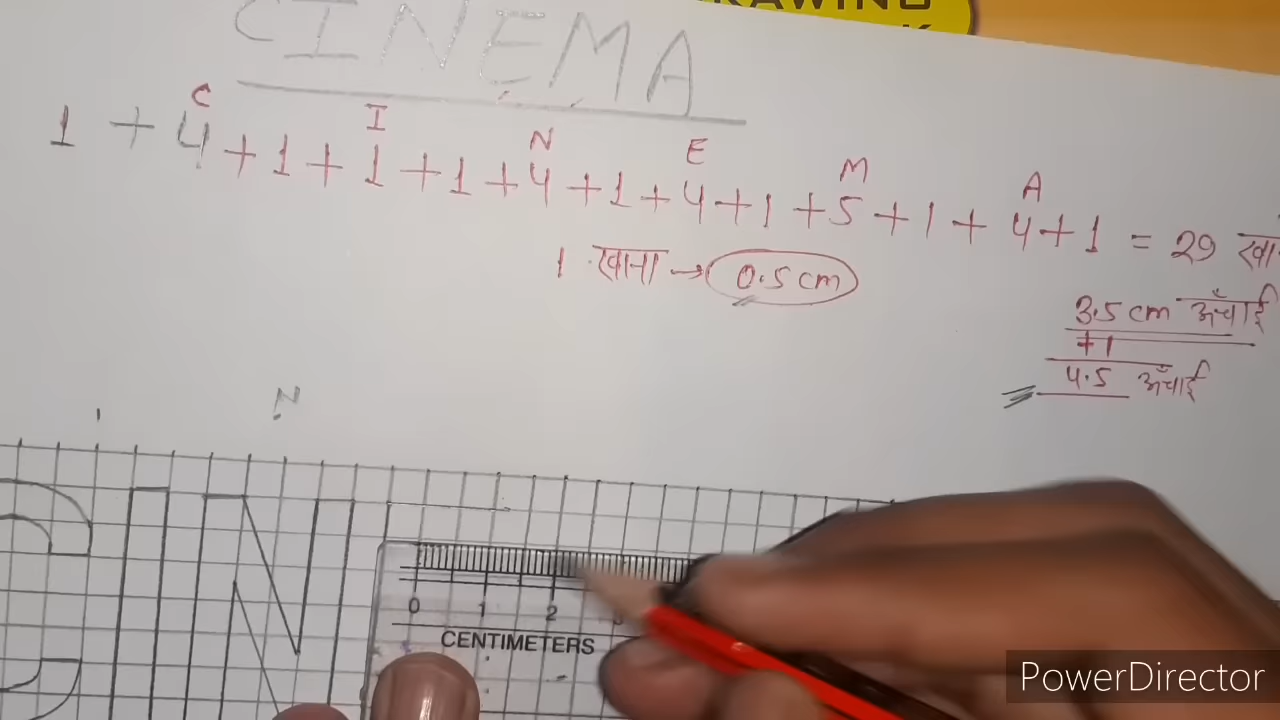 RAWING
CINEMA
C I N E M A
1 + 4 + 1 + 1 + 1 + 4 + 1 + 4 + 1 + 5 + 1 + 4 + 1 = 29
1 खाना → 0.5 cm
3.5 cm ऊँचाई
+1
4.5 ऊँचाई
N
C I N
0 1 2
CENTIMETERS
PowerDirector